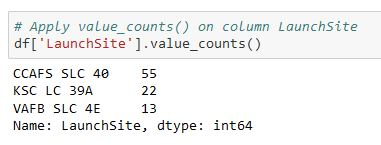 # Apply value_counts() on column LaunchSite
df['LaunchSite'].value_counts()
CCAFS SLC 40    55
KSC LC 39A      22
VAFB SLC 4E     13
Name: LaunchSite, dtype: int64